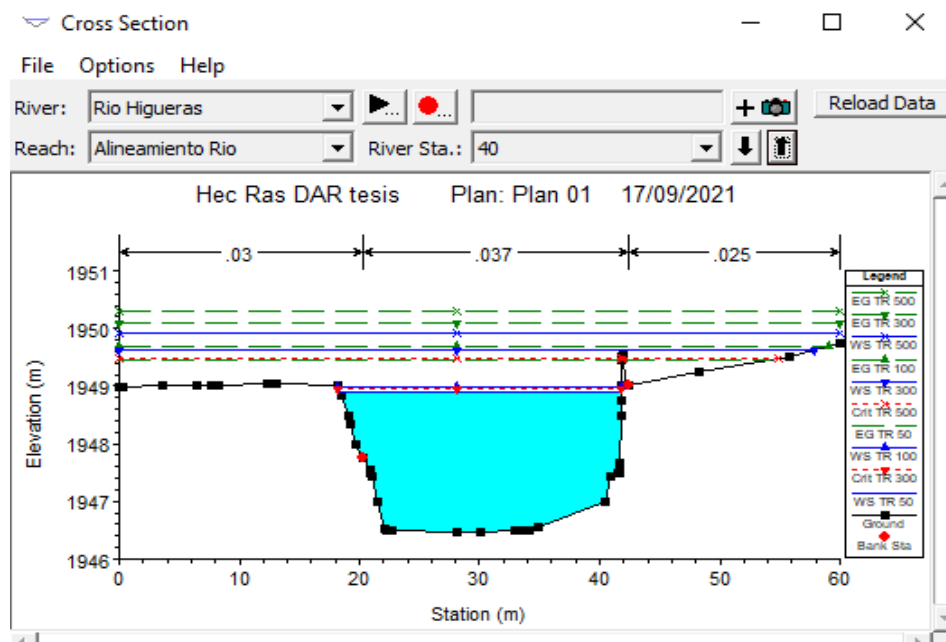 Cross Section
File Options Help
River: Rio Higueras Reload Data
Reach: Alineamiento Rio River Sta.: 40
Hec Ras DAR tesis Plan: Plan 01 17/09/2021
.03 .037 .025
1951
1950
1949
1948
1947
1946
Elevation (m)
0 10 20 30 40 50 60
Station (m)
Legend
EG TR 500
EG TR 300
WS TR 500
EG TR 100
WS TR 300
Crit TR 500
EG TR 50
WS TR 100
Crit TR 300
WS TR 50
Ground
Bank Sta